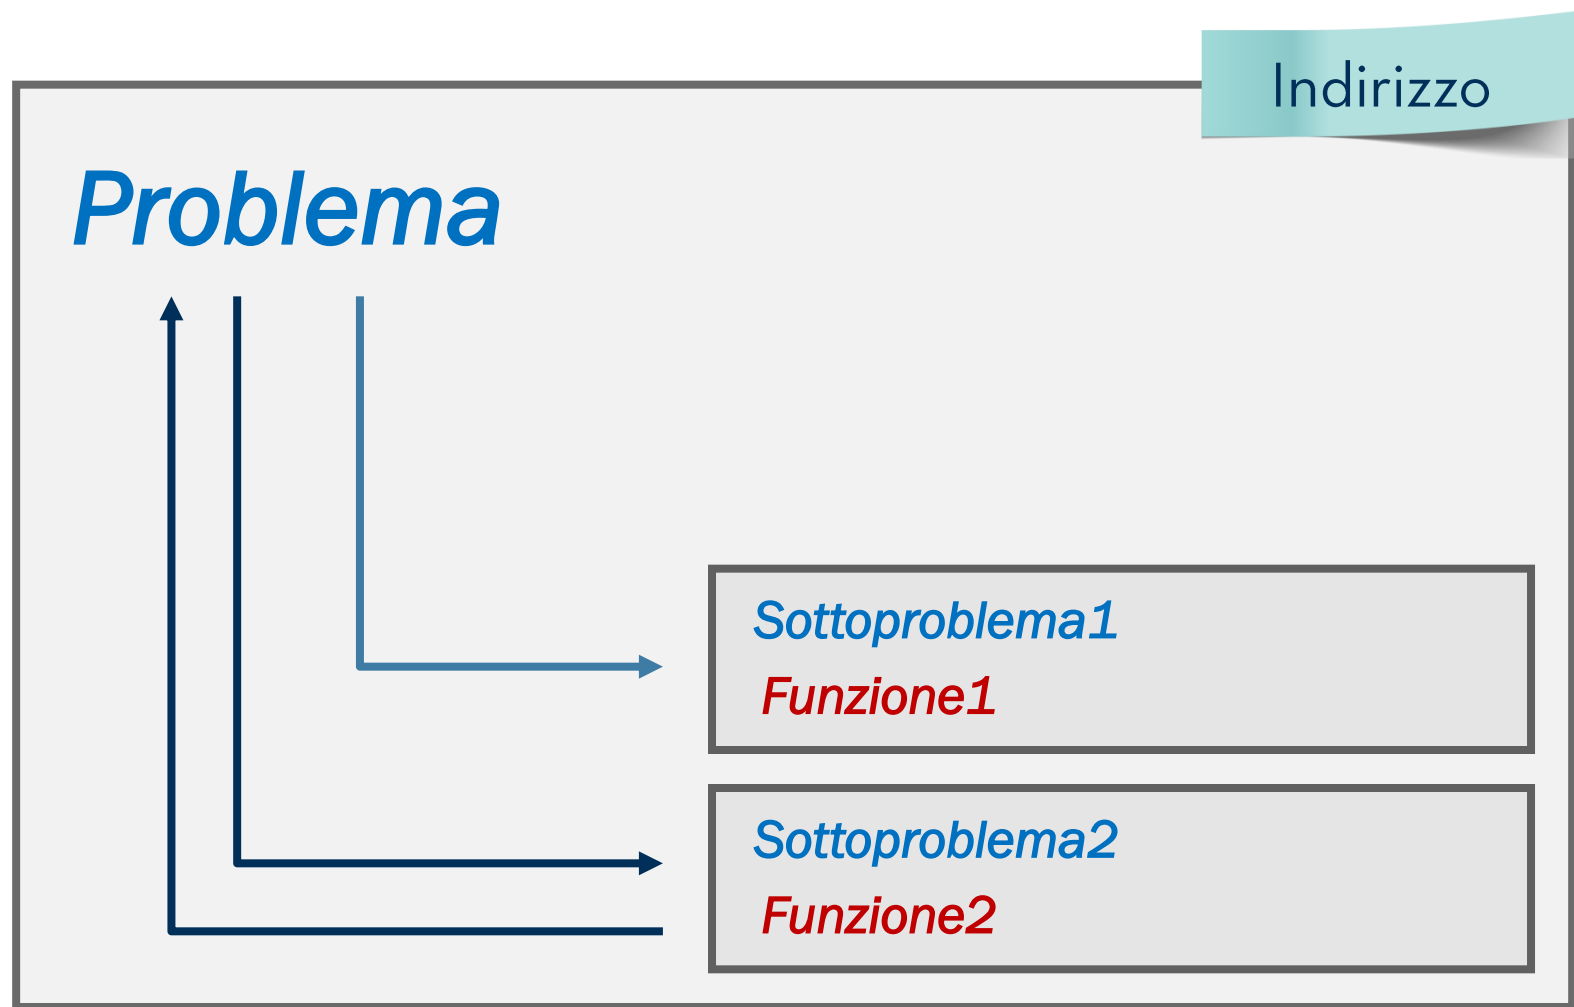 Indirizzo
Problema
Sottoproblema1
Funzione1
Sottoproblema2
Funzione2